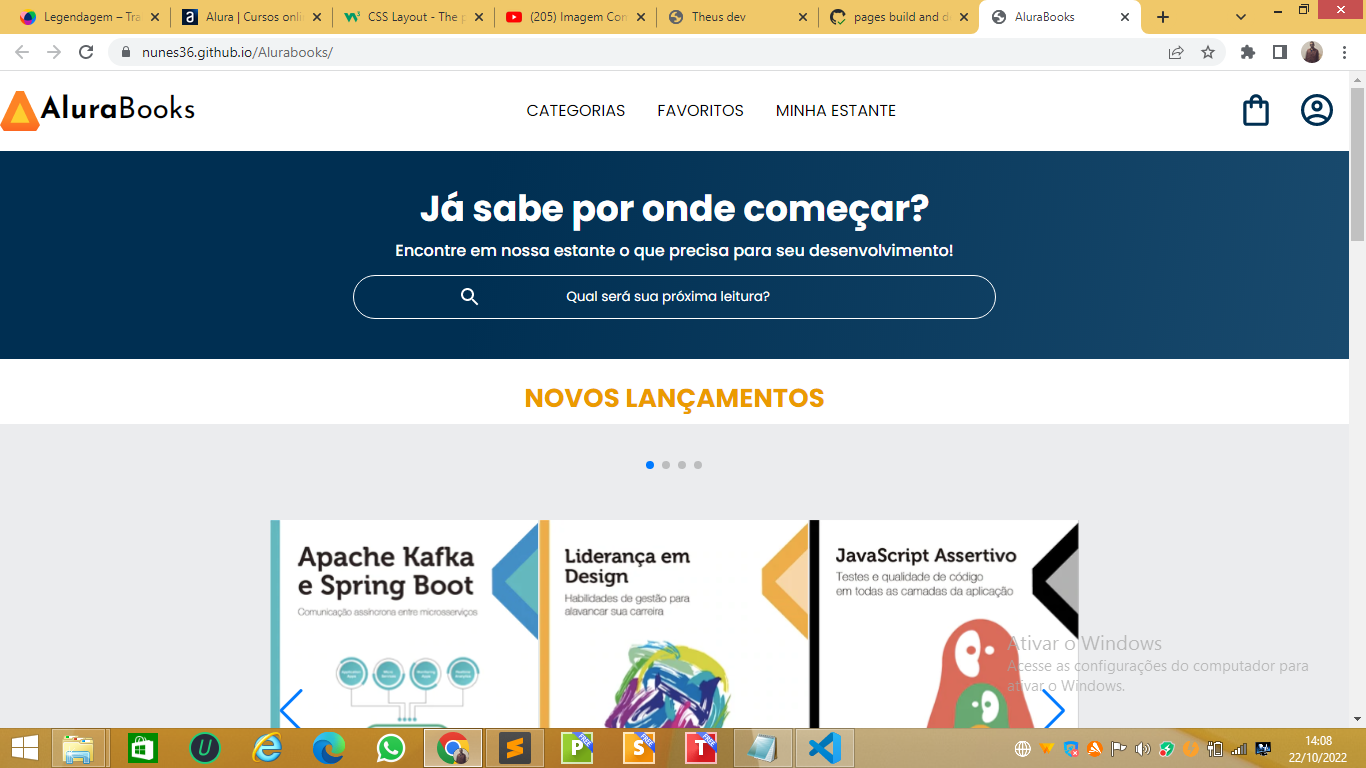 Legendagem – Tra
Alura | Cursos onli
CSS Layout - The p
(205) Imagem Con
Theus dev
pages build and d
AluraBooks
nunes36.github.io/Alurabooks/
AluraBooks
CATEGORIAS
FAVORITOS
MINHA ESTANTE
Já sabe por onde começar?
Encontre em nossa estante o que precisa para seu desenvolvimento!
Qual será sua próxima leitura?
NOVOS LANÇAMENTOS
Apache Kafka
e Spring Boot
Comunicação assíncrona entre microsserviços
Liderança em
Design
Habilidades de gestão para
alavancar sua carreira
JavaScript Assertivo
Testes e qualidade de código
em todas as camadas da aplicação
Ativar o Windows
Acesse as configurações do computador para
ativar o Windows.
14:08
22/10/2022